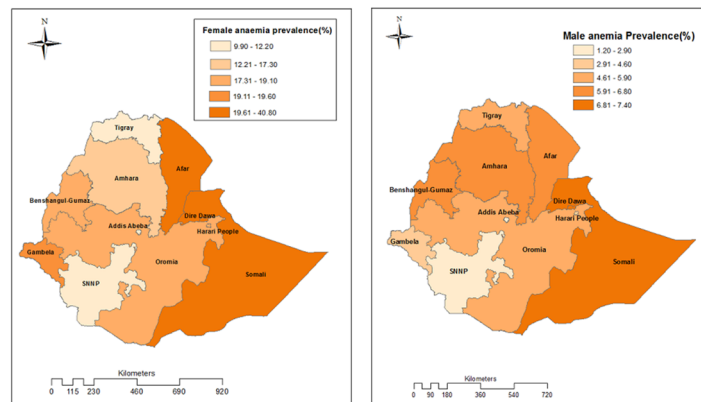 N
Female anaemia prevalence(%)
9.90 - 12.20
12.21 - 17.30
17.31 - 19.10
19.11 - 19.60
19.61 - 40.80
Tigray
Afar
Amhara
Benshangul-Gumaz
Dire Dawa
Addis Abeba
Harari People
Gambela
Oromia
Somali
SNNP
Kilometers
0 115 230 460 690 920
N
Male anemia Prevalence(%)
1.20 - 2.90
2.91 - 4.60
4.61 - 5.90
5.91 - 6.80
6.81 - 7.40
Tigray
Afar
Amhara
Benshangul-Gumaz
Dire Dawa
Addis Abeba
Harari People
Gambela
Oromia
Somali
SNNP
Kilometers
0 90 180 360 540 720